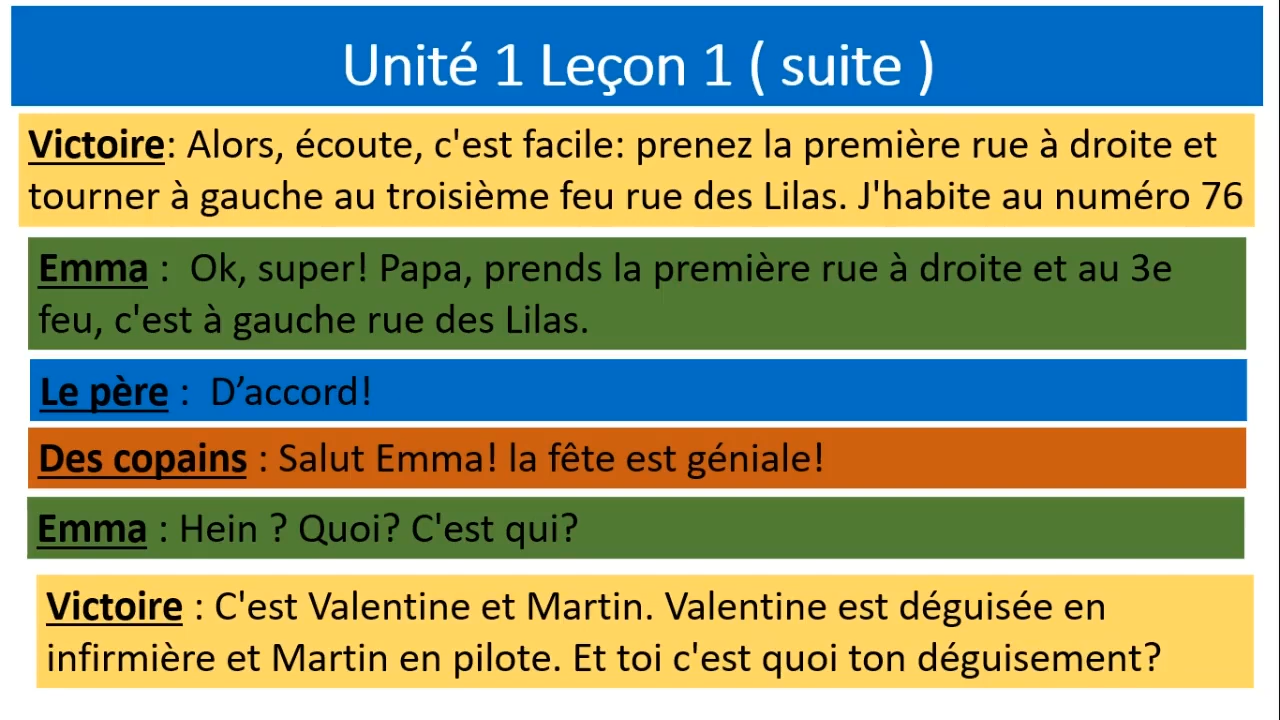 Unité 1 Leçon 1 ( suite )
Victoire: Alors, écoute, c'est facile: prenez la première rue à droite et
tourner à gauche au troisième feu rue des Lilas. J'habite au numéro 76
Emma :  Ok, super! Papa, prends la première rue à droite et au 3e
feu, c'est à gauche rue des Lilas.
Le père :  D’accord!
Des copains : Salut Emma! la fête est géniale!
Emma : Hein ? Quoi? C'est qui?
Victoire : C'est Valentine et Martin. Valentine est déguisée en
infirmière et Martin en pilote. Et toi c'est quoi ton déguisement?